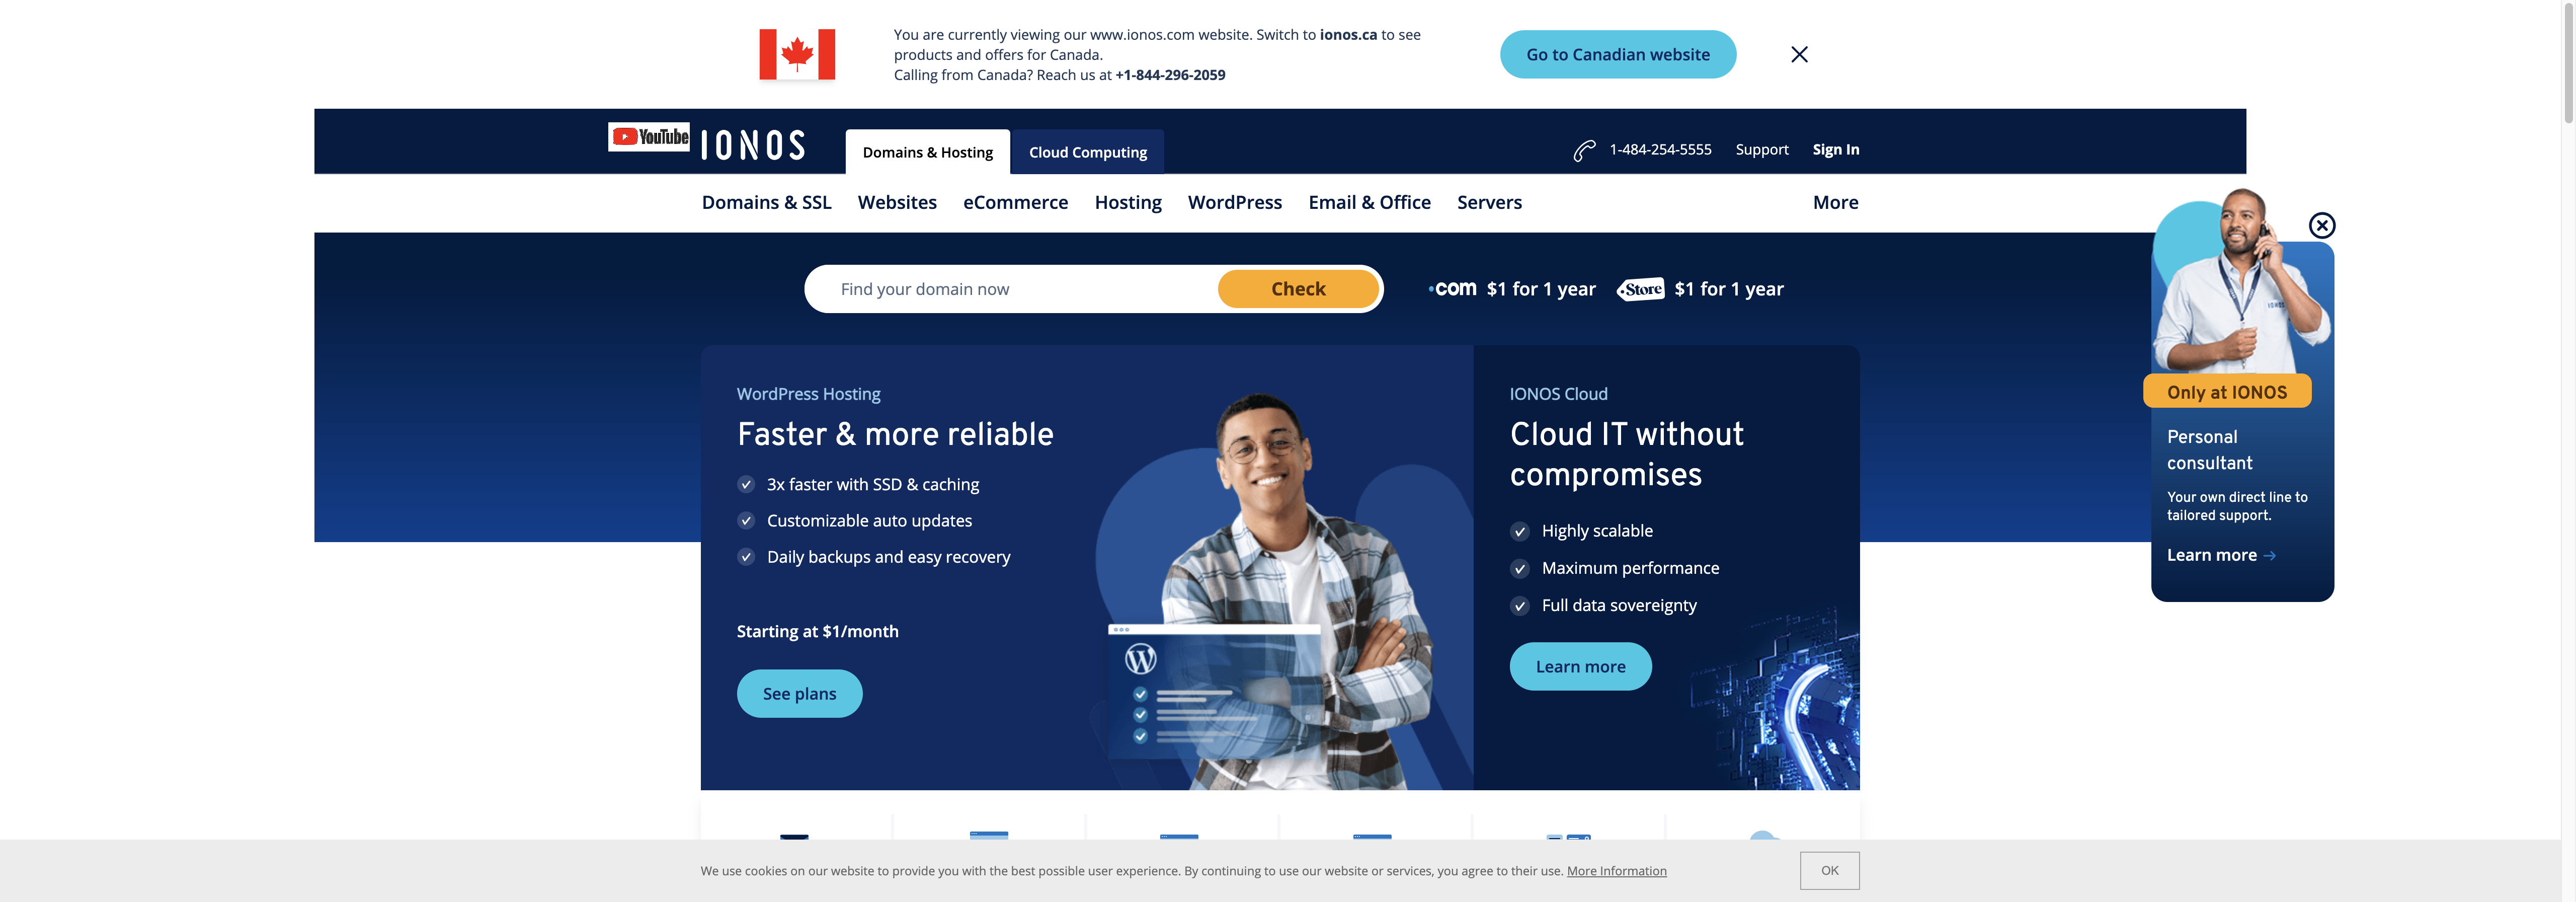 You are currently viewing our www.ionos.com website. Switch to ionos.ca to see
products and offers for Canada.
Calling from Canada? Reach us at +1-844-296-2059
Go to Canadian website
YouTube
IONOS
Domains & Hosting
Cloud Computing
1-484-254-5555
Support
Sign In
Domains & SSL
Websites
eCommerce
Hosting
WordPress
Email & Office
Servers
More
Find your domain now
Check
.com $1 for 1 year
.Store $1 for 1 year
WordPress Hosting
Faster & more reliable
3x faster with SSD & caching
Customizable auto updates
Daily backups and easy recovery
Starting at $1/month
See plans
IONOS Cloud
Cloud IT without
compromises
Highly scalable
Maximum performance
Full data sovereignty
Learn more
IONOS
Only at IONOS
Personal
consultant
Your own direct line to
tailored support.
Learn more →
We use cookies on our website to provide you with the best possible user experience. By continuing to use our website or services, you agree to their use. More Information
OK